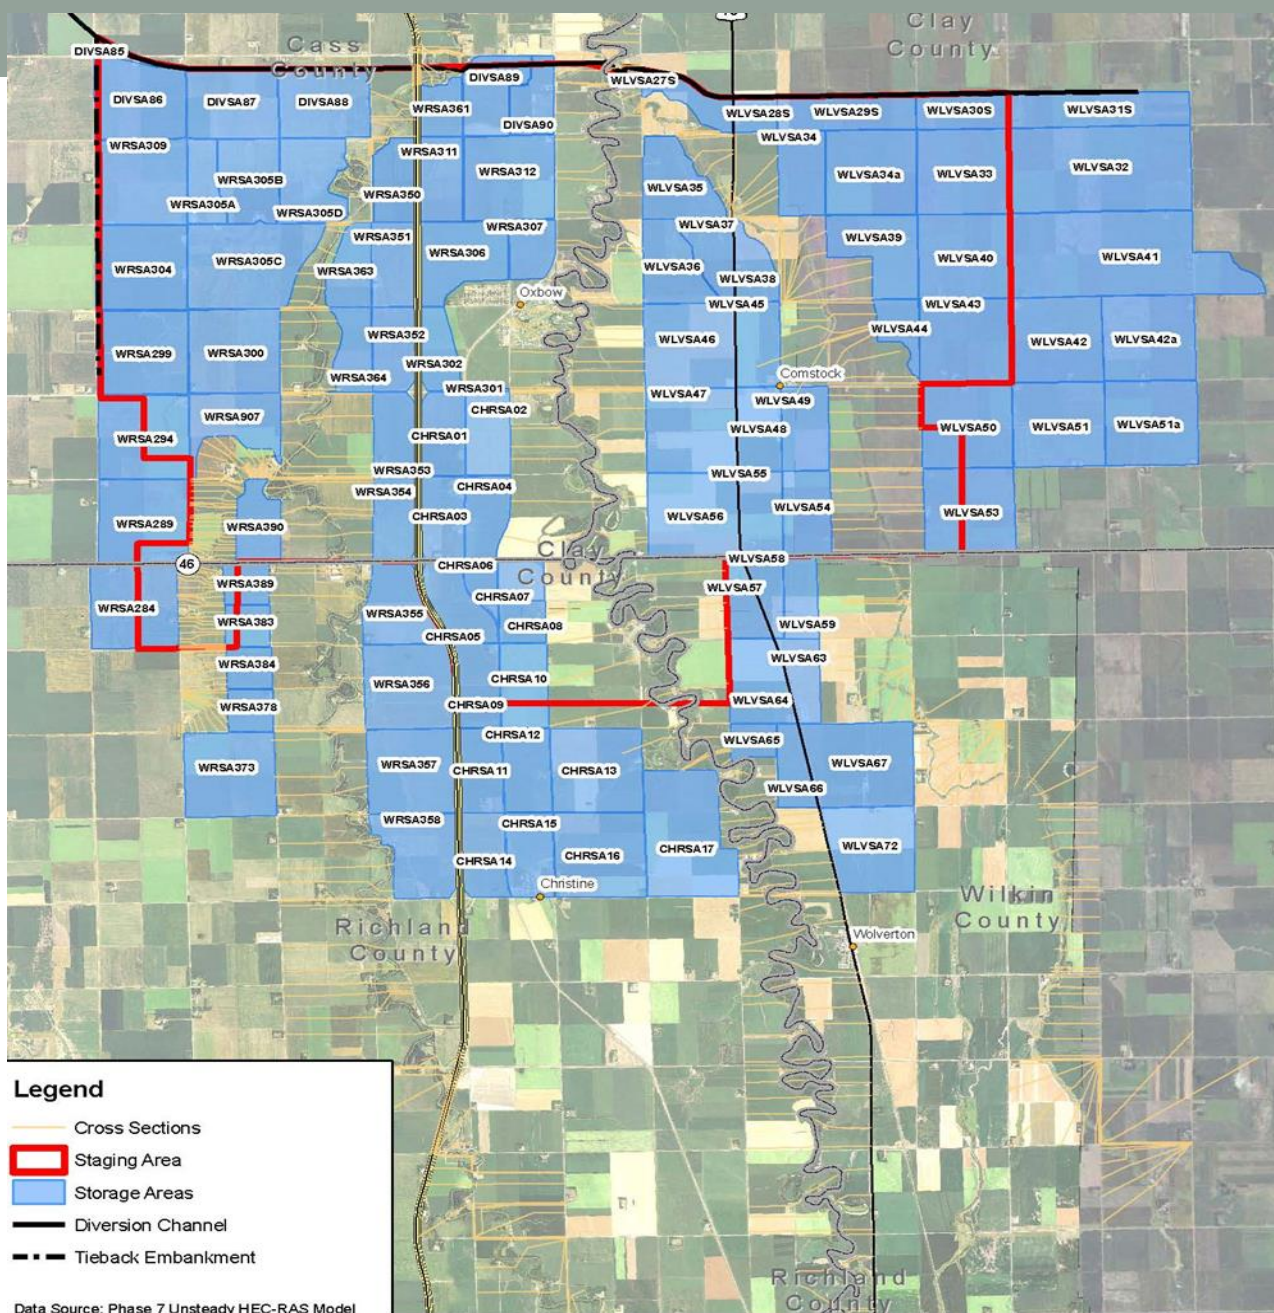 Clay
County
DIVSA85
Cass
County
DIVSA89
WLVSA27S
DIVSA86
DIVSA87
DIVSA88
WRSA361
DIVSA90
WLVSA28S
WLVSA29S
WLVSA30S
WLVSA31S
WRSA309
WRSA311
WLVSA34
WRSA305B
WRSA312
WLVSA34a
WLVSA33
WLVSA32
WRSA350
WLVSA35
WRSA305A
WRSA305D
WRSA351
WRSA307
WLVSA37
WLVSA39
WRSA304
WRSA305C
WRSA363
WRSA306
WLVSA36
WLVSA38
WLVSA40
WLVSA41
Oxbow
WLVSA45
WLVSA43
WRSA299
WRSA300
WRSA352
WLVSA46
WLVSA44
WLVSA42
WLVSA42a
WRSA302
WRSA364
Comstock
WRSA301
WLVSA47
WLVSA49
WRSA907
CHRSA02
WRSA294
CHRSA01
WLVSA48
WLVSA50
WLVSA51
WLVSA51a
WRSA353
WLVSA55
WRSA354
CHRSA04
WRSA289
WRSA390
CHRSA03
WLVSA56
WLVSA54
WLVSA53
Clay
County
46
CHRSA06
WLVSA58
WRSA389
CHRSA07
WLVSA57
WRSA284
WRSA383
WRSA355
CHRSA08
WLVSA59
CHRSA05
WRSA384
WLVSA63
WRSA356
CHRSA10
WRSA378
CHRSA09
WLVSA64
CHRSA12
WLVSA65
WRSA373
WRSA357
CHRSA11
CHRSA13
WLVSA67
WLVSA66
WRSA358
CHRSA15
CHRSA14
CHRSA16
CHRSA17
WLVSA72
Christine
Wilkin
County
Richland
County
Wolverton
Legend
Cross Sections
Staging Area
Storage Areas
Diversion Channel
Tieback Embankment
Richland
County
Data Source: Phase 7 Unsteady HEC-RAS Model